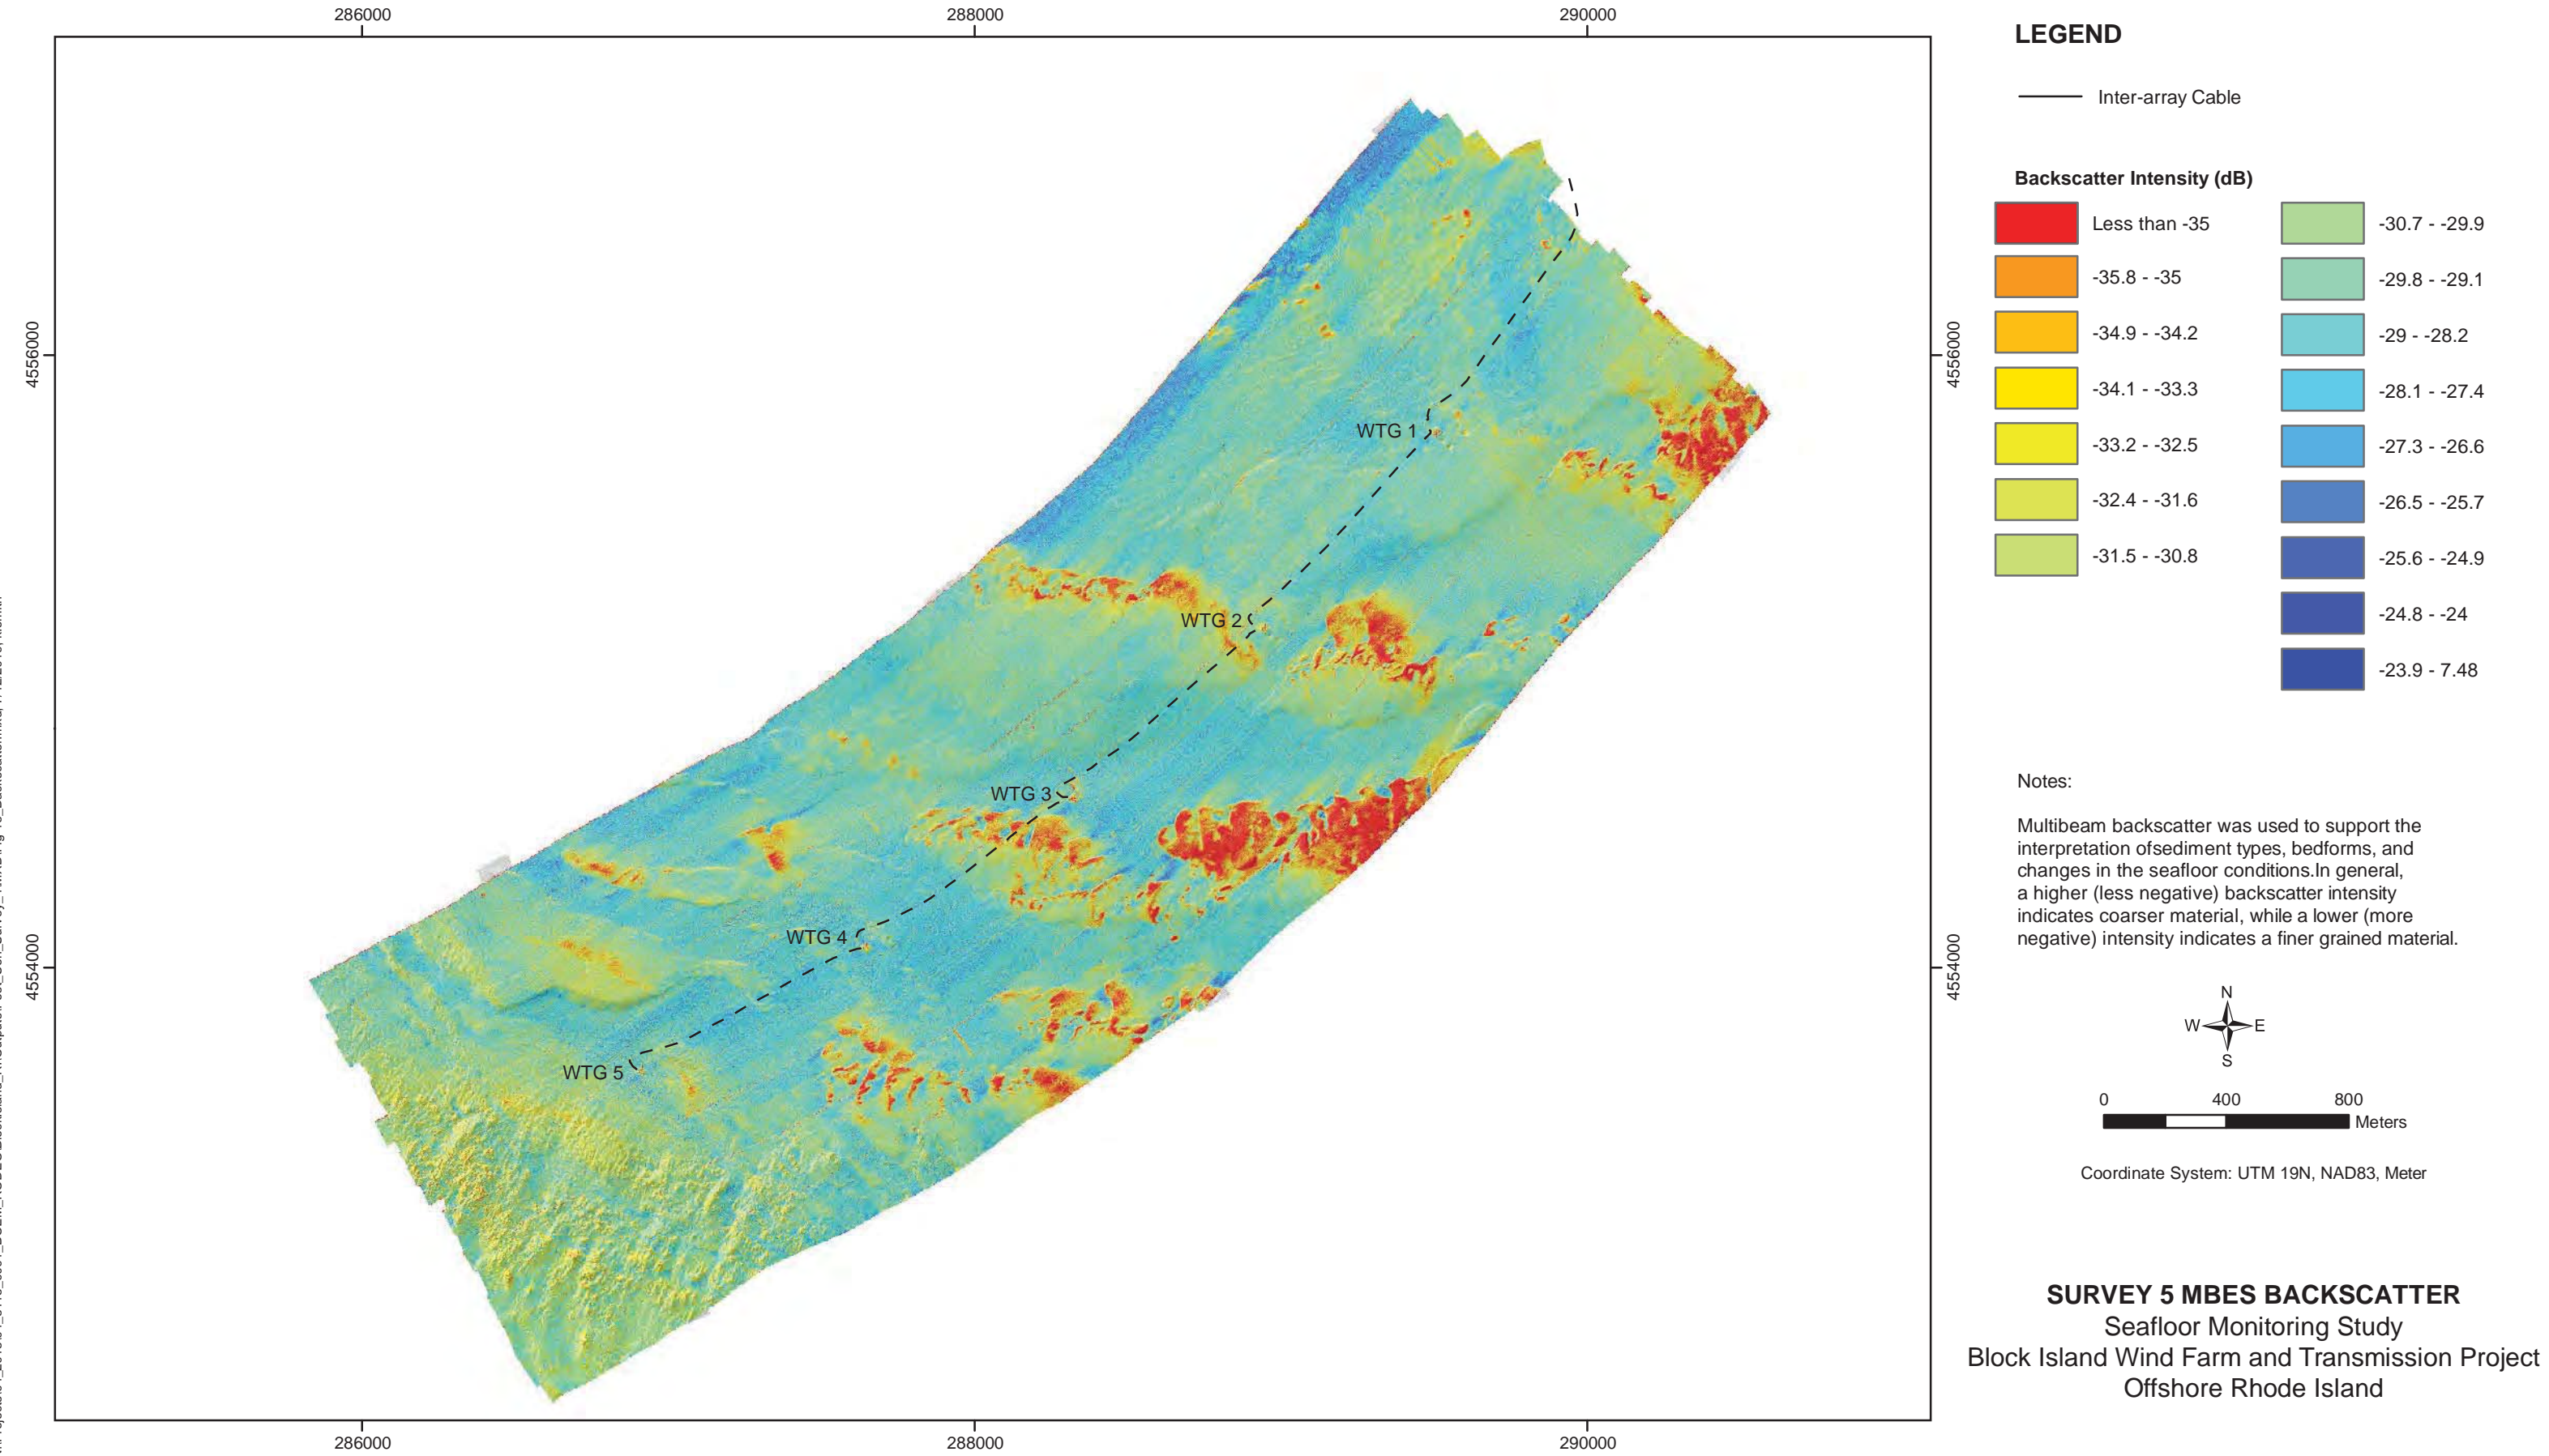 286000
288000
290000
4556000
4554000
4556000
4554000
WTG 1
WTG 2
WTG 3
WTG 4
WTG 5
286000
288000
290000
LEGEND
Inter-array Cable
Backscatter Intensity (dB)
Less than -35
-35.8 - -35
-34.9 - -34.2
-34.1 - -33.3
-33.2 - -32.5
-32.4 - -31.6
-31.5 - -30.8
-30.7 - -29.9
-29.8 - -29.1
-29 - -28.2
-28.1 - -27.4
-27.3 - -26.6
-26.5 - -25.7
-25.6 - -24.9
-24.8 - -24
-23.9 - 7.48
Notes:
Multibeam backscatter was used to support the
interpretation ofsediment types, bedforms, and
changes in the seafloor conditions.In general,
a higher (less negative) backscatter intensity
indicates coarser material, while a lower (more
negative) intensity indicates a finer grained material.
N
W E
S
0 400 800
Meters
Coordinate System: UTM 19N, NAD83, Meter
SURVEY 5 MBES BACKSCATTER
Seafloor Monitoring Study
Block Island Wind Farm and Transmission Project
Offshore Rhode Island